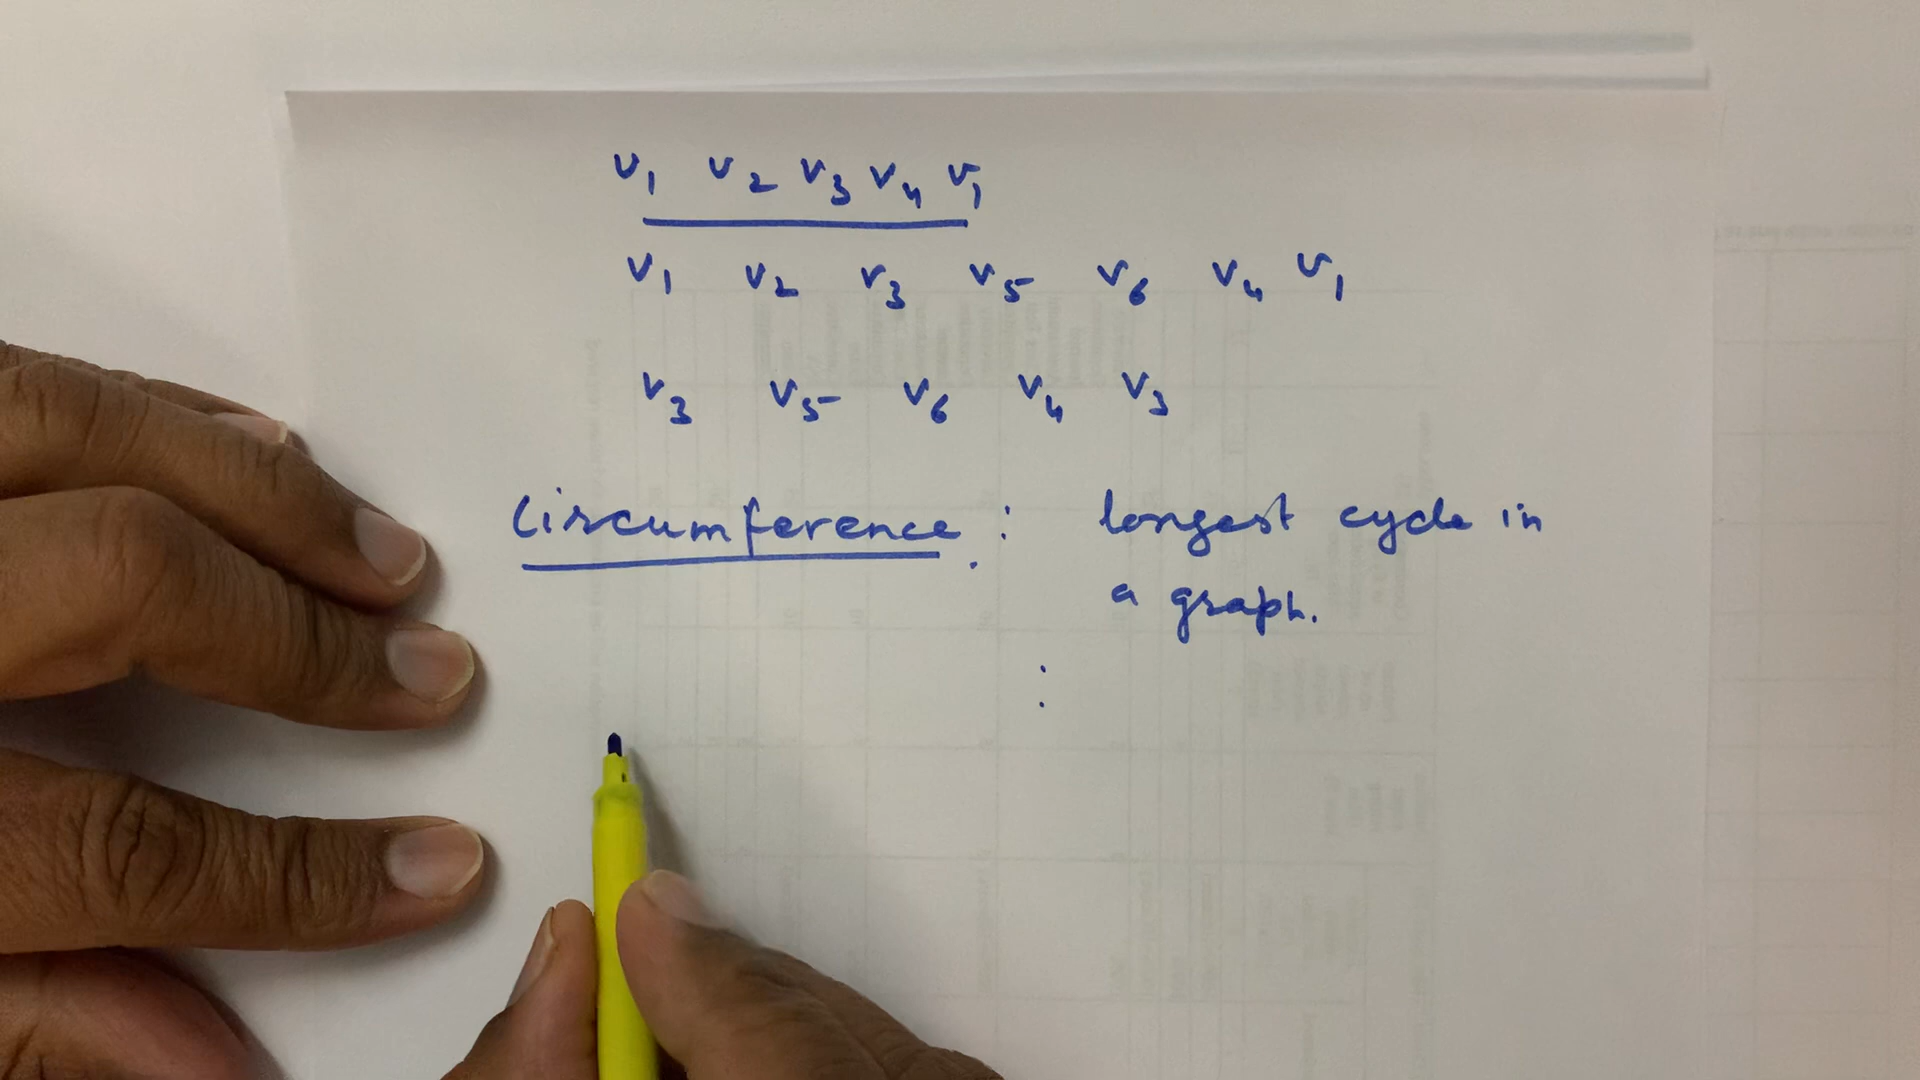 v₁ v₂ v₃ v₄ v₁
v₁ v₂ v₃ v₅ v₆ v₄ v₁
v₃ v₅ v₆ v₄ v₃
Circumference : longest cycle in
a graph.
: